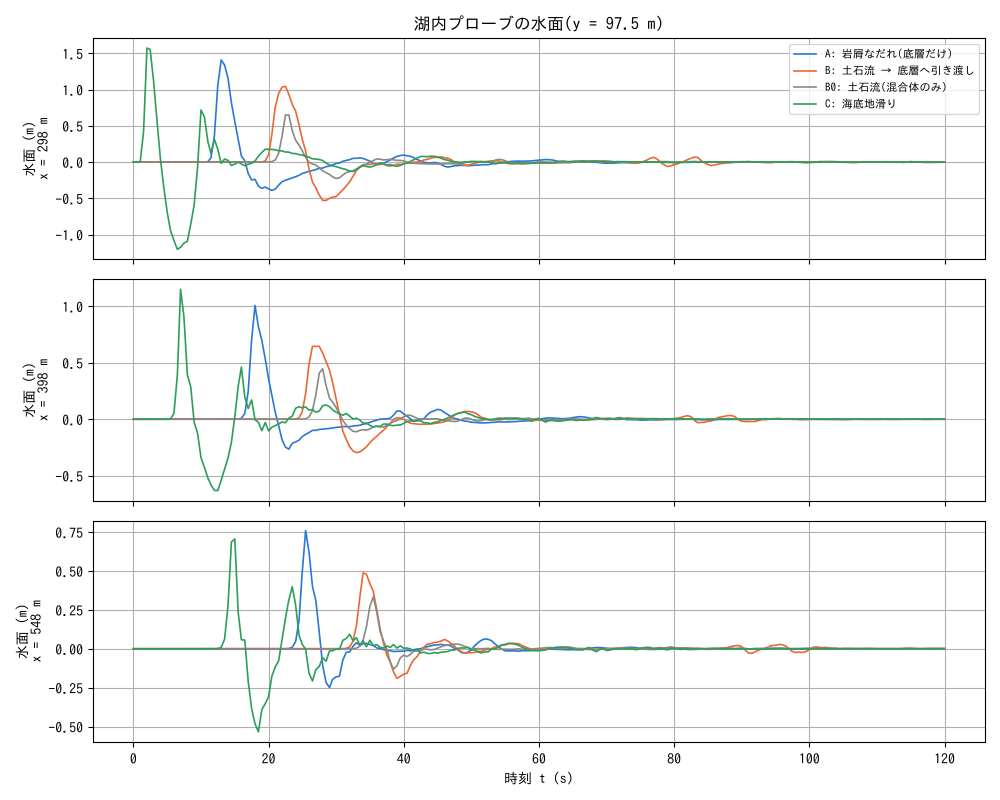 湖内プローブの水面(y = 97.5 m)
A: 岩屑なだれ(底層だけ)
B: 土石流 → 底層へ引き渡し
B0: 土石流(混合体のみ)
C: 海底地滑り
水面 (m)
x = 298 m
1.5
1.0
0.5
0.0
−0.5
−1.0
水面 (m)
x = 398 m
1.0
0.5
0.0
−0.5
水面 (m)
x = 548 m
0.75
0.50
0.25
0.00
−0.25
−0.50
0 20 40 60 80 100 120
時刻 t (s)